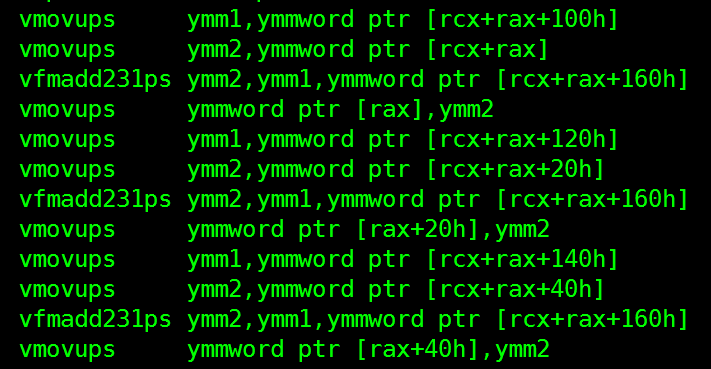 vmovups ymm1,ymmword ptr [rcx+rax+100h]
vmovups ymm2,ymmword ptr [rcx+rax]
vfmadd231ps ymm2,ymm1,ymmword ptr [rcx+rax+160h]
vmovups ymmword ptr [rax],ymm2
vmovups ymm1,ymmword ptr [rcx+rax+120h]
vmovups ymm2,ymmword ptr [rcx+rax+20h]
vfmadd231ps ymm2,ymm1,ymmword ptr [rcx+rax+160h]
vmovups ymmword ptr [rax+20h],ymm2
vmovups ymm1,ymmword ptr [rcx+rax+140h]
vmovups ymm2,ymmword ptr [rcx+rax+40h]
vfmadd231ps ymm2,ymm1,ymmword ptr [rcx+rax+160h]
vmovups ymmword ptr [rax+40h],ymm2